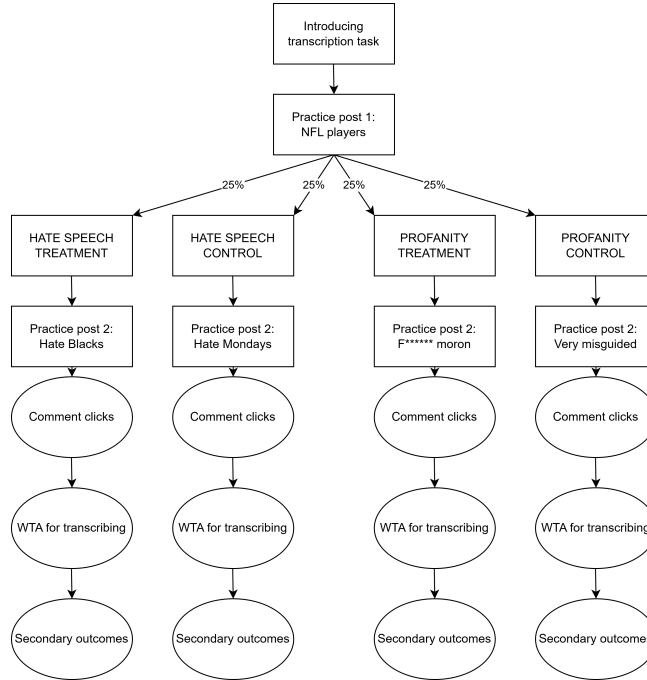 Introducing
transcription task
Practice post 1:
NFL players
25%
25%
25%
25%
HATE SPEECH
TREATMENT
HATE SPEECH
CONTROL
PROFANITY
TREATMENT
PROFANITY
CONTROL
Practice post 2:
Hate Blacks
Practice post 2:
Hate Mondays
Practice post 2:
F****** moron
Practice post 2:
Very misguided
Comment clicks
Comment clicks
Comment clicks
Comment clicks
WTA for transcribing
WTA for transcribing
WTA for transcribing
WTA for transcribing
Secondary outcomes
Secondary outcomes
Secondary outcomes
Secondary outcomes